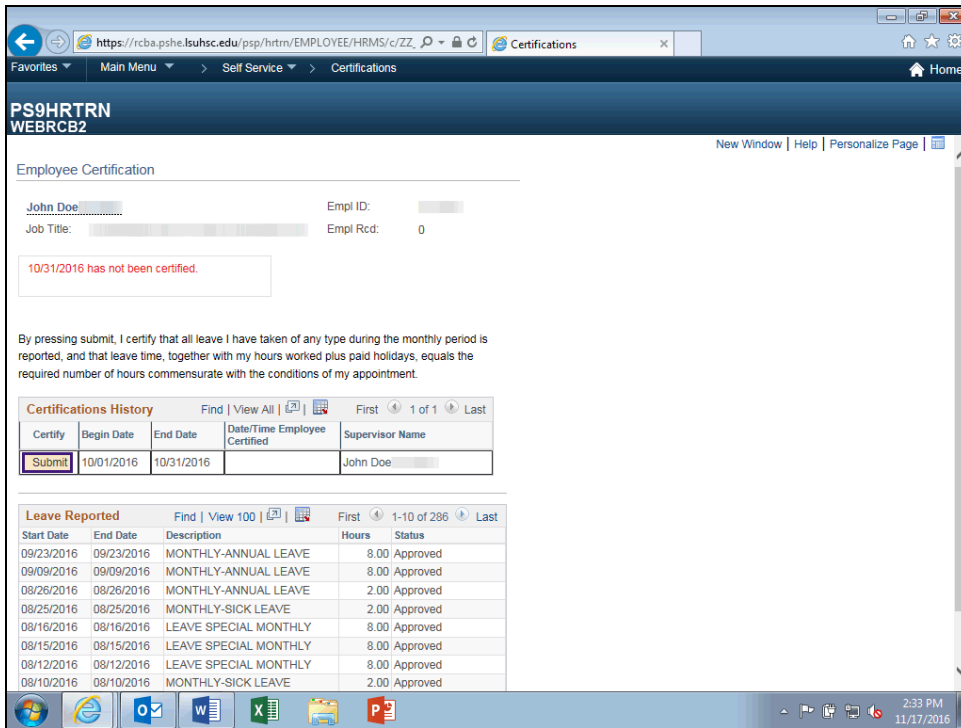 https://rcba.pshe.lsuhsc.edu/psp/hrtrn/EMPLOYEE/HRMS/c/ZZ_ Certifications
Favorites Main Menu > Self Service > Certifications Home
PS9HRTRN
WEBRCB2
New Window | Help | Personalize Page |
Employee Certification
John Doe Empl ID:
Job Title: Empl Rcd: 0
10/31/2016 has not been certified.
By pressing submit, I certify that all leave I have taken of any type during the monthly period is
reported, and that leave time, together with my hours worked plus paid holidays, equals the
required number of hours commensurate with the conditions of my appointment.
Certifications History Find | View All | | First 1 of 1 Last
Certify Begin Date End Date Date/Time Employee Certified Supervisor Name
Submit 10/01/2016 10/31/2016 John Doe
Leave Reported Find | View 100 | | First 1-10 of 286 Last
Start Date End Date Description Hours Status
09/23/2016 09/23/2016 MONTHLY-ANNUAL LEAVE 8.00 Approved
09/09/2016 09/09/2016 MONTHLY-ANNUAL LEAVE 8.00 Approved
08/26/2016 08/26/2016 MONTHLY-ANNUAL LEAVE 2.00 Approved
08/25/2016 08/25/2016 MONTHLY-SICK LEAVE 2.00 Approved
08/16/2016 08/16/2016 LEAVE SPECIAL MONTHLY 8.00 Approved
08/15/2016 08/15/2016 LEAVE SPECIAL MONTHLY 8.00 Approved
08/12/2016 08/12/2016 LEAVE SPECIAL MONTHLY 8.00 Approved
08/10/2016 08/10/2016 MONTHLY-SICK LEAVE 2.00 Approved
2:33 PM
11/17/2016